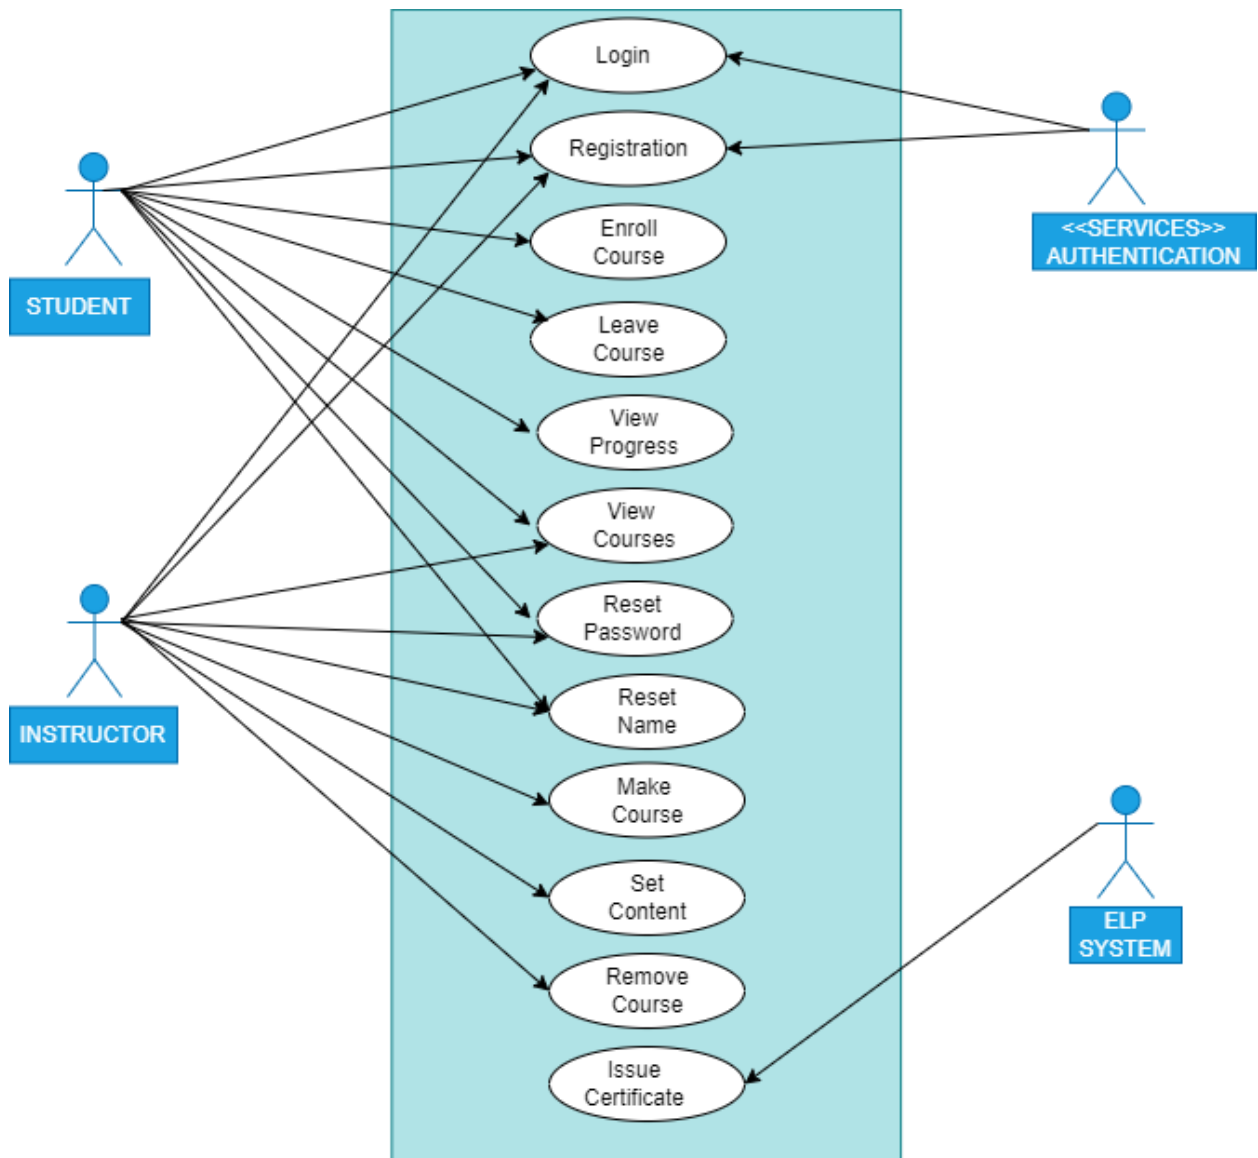 Login
Registration
Enroll
Course
Leave
Course
View
Progress
View
Courses
Reset
Password
Reset
Name
Make
Course
Set
Content
Remove
Course
Issue
Certificate
STUDENT
INSTRUCTOR
<<SERVICES>>
AUTHENTICATION
ELP
SYSTEM